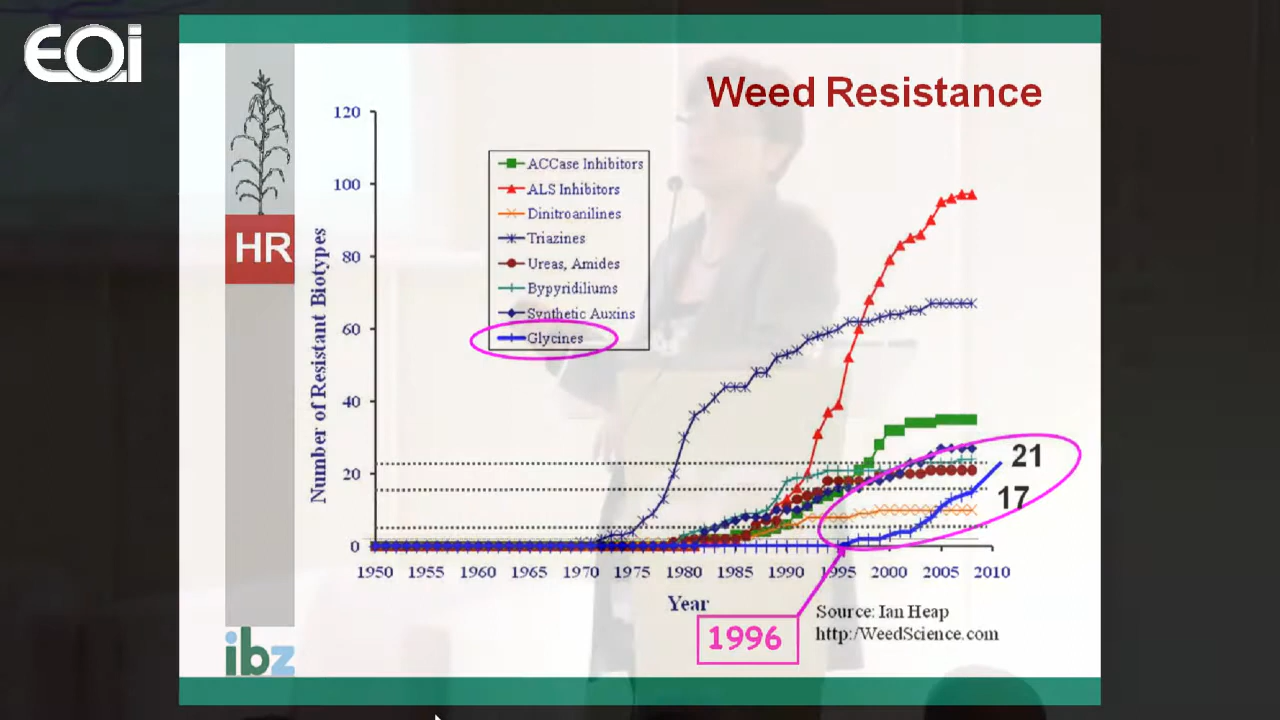 EOi
Weed Resistance
HR
Number of Resistant Biotypes
120
100
80
60
40
20
0
ACCase Inhibitors
ALS Inhibitors
Dinitroanilines
Triazines
Ureas, Amides
Bypyridiliums
Synthetic Auxins
Glycines
21
17
1950 1955 1960 1965 1970 1975 1980 1985 1990 1995 2000 2005 2010
Year
1996
Source: Ian Heap
http:/WeedScience.com
ibz